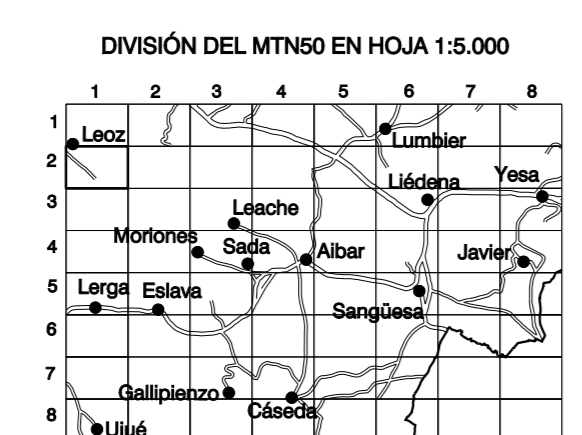 DIVISIÓN DEL MTN50 EN HOJA 1:5.000
1 2 3 4 5 6 7 8
1
Leoz
Lumbier
2
Liédena
Yesa
3
Leache
Moriones
4
Sada
Aibar
Javier
5
Lerga
Eslava
Sangüesa
6
7
Gallipienzo
Cáseda
8
Ujué